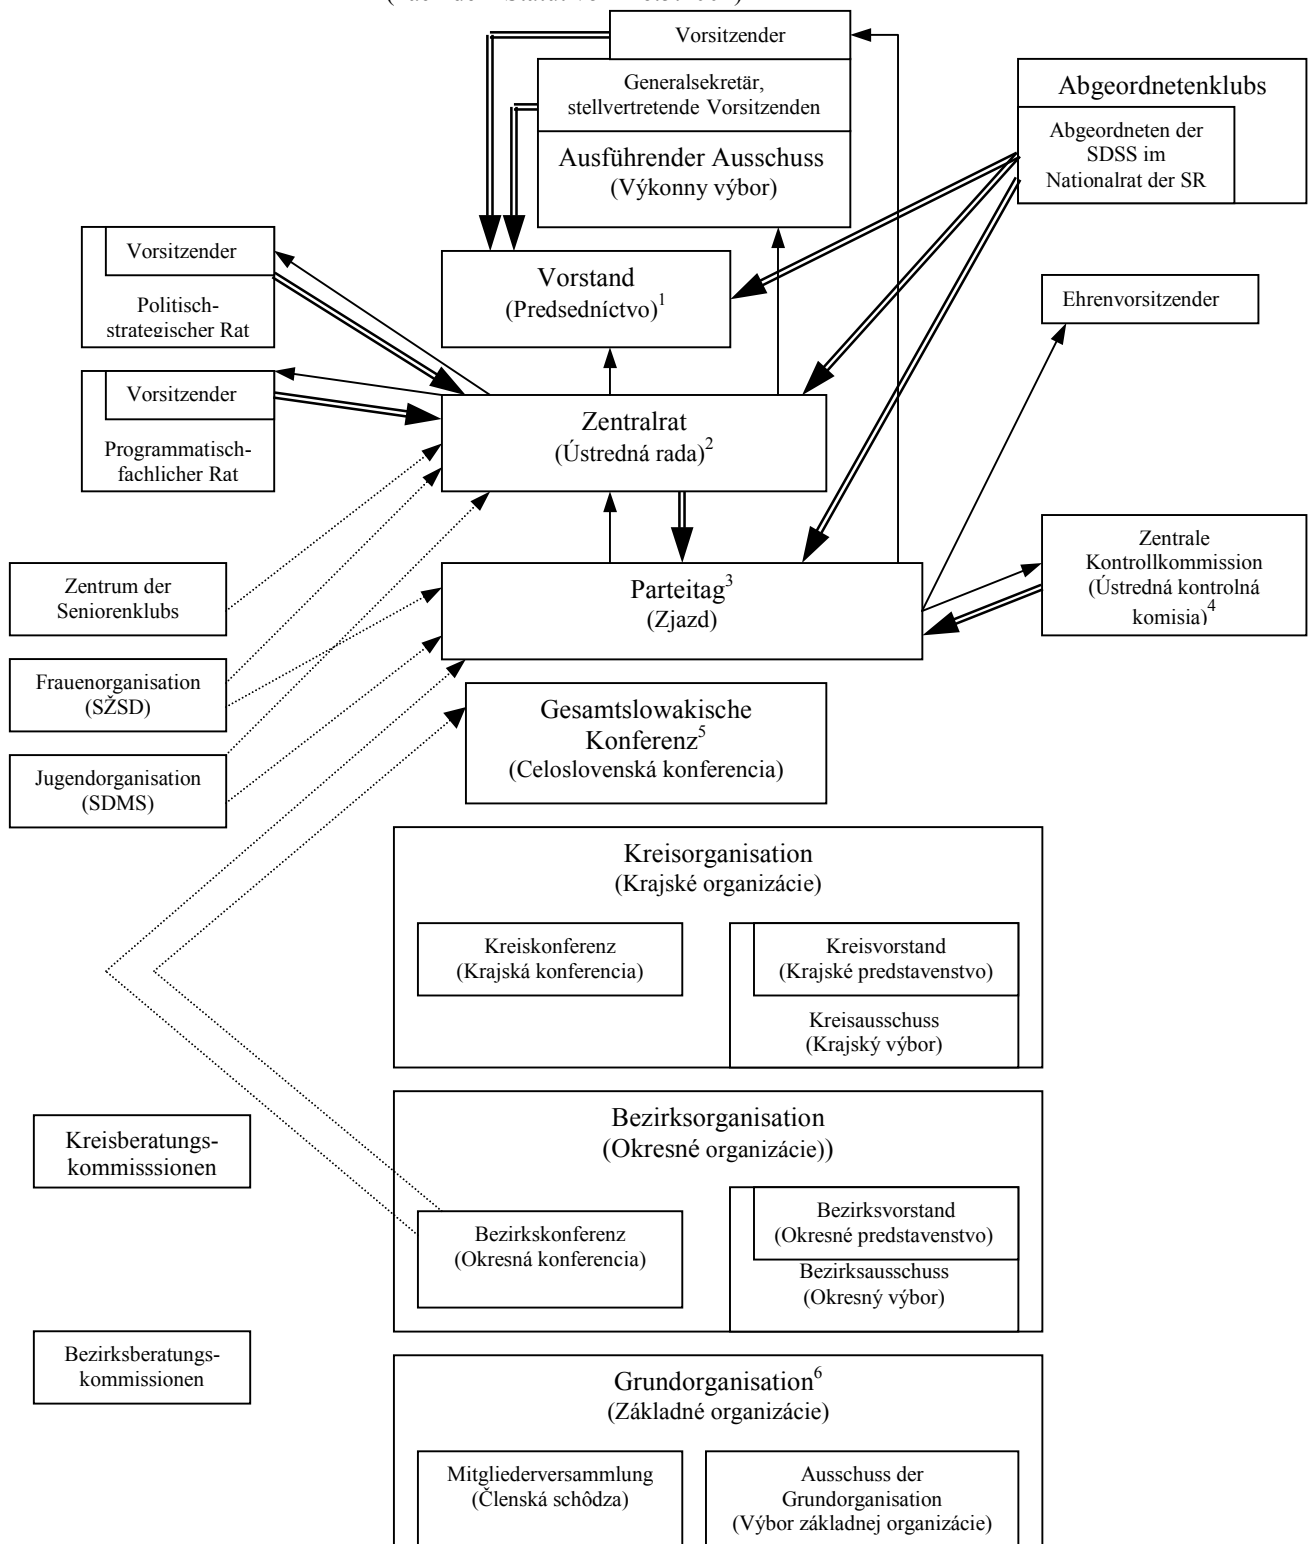 Vorsitzender
Generalsekretär,
stellvertretende Vorsitzenden
Ausführender Ausschuss
(Výkonny výbor)
Abgeordnetenklubs
Abgeordneten der
SDSS im
Nationalrat der SR
Vorsitzender
Politisch-
strategischer Rat
Vorstand
(Predsedníctvo)1
Ehrenvorsitzender
Vorsitzender
Programmatisch-
fachlicher Rat
Zentralrat
(Ústredná rada)2
Zentrum der
Seniorenklubs
Parteitag3
(Zjazd)
Zentrale
Kontrollkommission
(Ústredná kontrolná
komisia)4
Frauenorganisation
(SŽSD)
Gesamtslowakische
Konferenz5
(Celoslovenská konferencia)
Jugendorganisation
(SDMS)
Kreisorganisation
(Krajské organizácie)
Kreiskonferenz
(Krajská konferencia)
Kreisvorstand
(Krajské predstavenstvo)
Kreisausschuss
(Krajský výbor)
Kreisberatungs-
kommisssionen
Bezirksorganisation
(Okresné organizácie))
Bezirkskonferenz
(Okresná konferencia)
Bezirksvorstand
(Okresné predstavenstvo)
Bezirksausschuss
(Okresný výbor)
Bezirksberatungs-
kommissionen
Grundorganisation6
(Základné organizácie)
Mitgliederversammlung
(Členská schôdza)
Ausschuss der
Grundorganisation
(Výbor základnej organizácie)